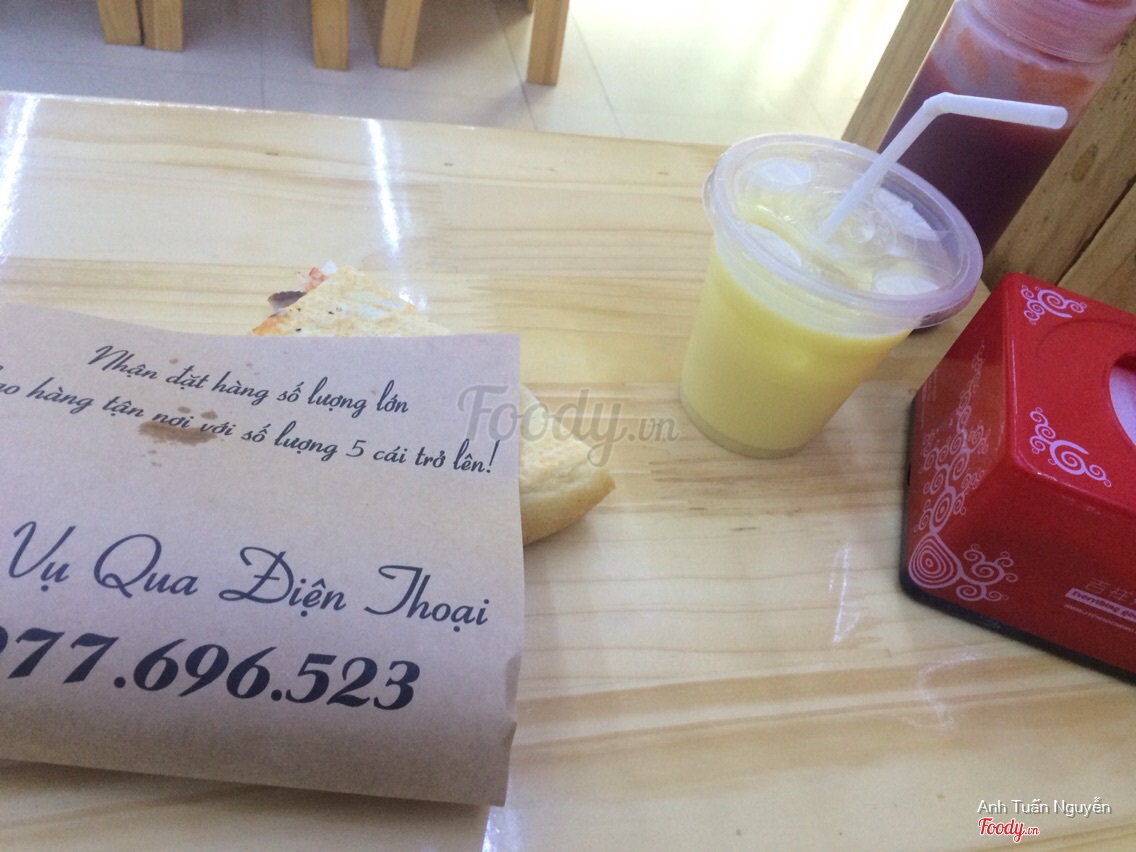 Nhận đặt hàng số lượng lớn
hàng tận nơi với số lượng 5 cái trở lên!
Vụ Qua Điện Thoại
977.696.523
Foody.vn
Anh Tuấn Nguyễn
Foody.vn